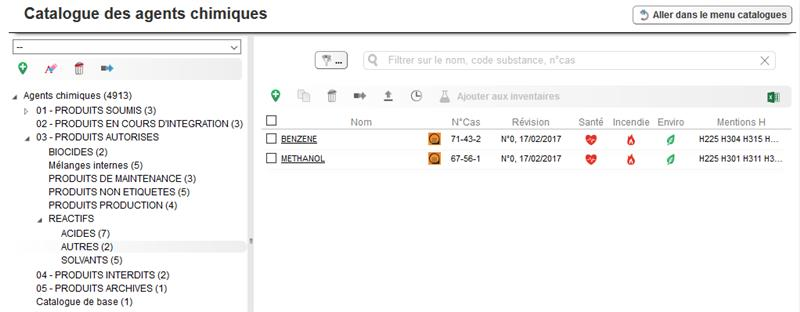 Catalogue des agents chimiques
Aller dans le menu catalogues
--
Agents chimiques (4913)
01 - PRODUITS SOUMIS (3)
02 - PRODUITS EN COURS D'INTEGRATION (3)
03 - PRODUITS AUTORISES
BIOCIDES (2)
Mélanges internes (5)
PRODUITS DE MAINTENANCE (3)
PRODUITS NON ETIQUETES (5)
PRODUITS PRODUCTION (4)
REACTIFS
ACIDES (7)
AUTRES (2)
SOLVANTS (5)
04 - PRODUITS INTERDITS (2)
05 - PRODUITS ARCHIVES (1)
Catalogue de base (1)
...
Filtrer sur le nom, code substance, n°cas
Ajouter aux inventaires
Nom N°Cas Révision Santé Incendie Enviro Mentions H
BENZENE 71-43-2 N°0, 17/02/2017 H225 H304 H315 H...
METHANOL 67-56-1 N°0, 17/02/2017 H225 H301 H311 H3...